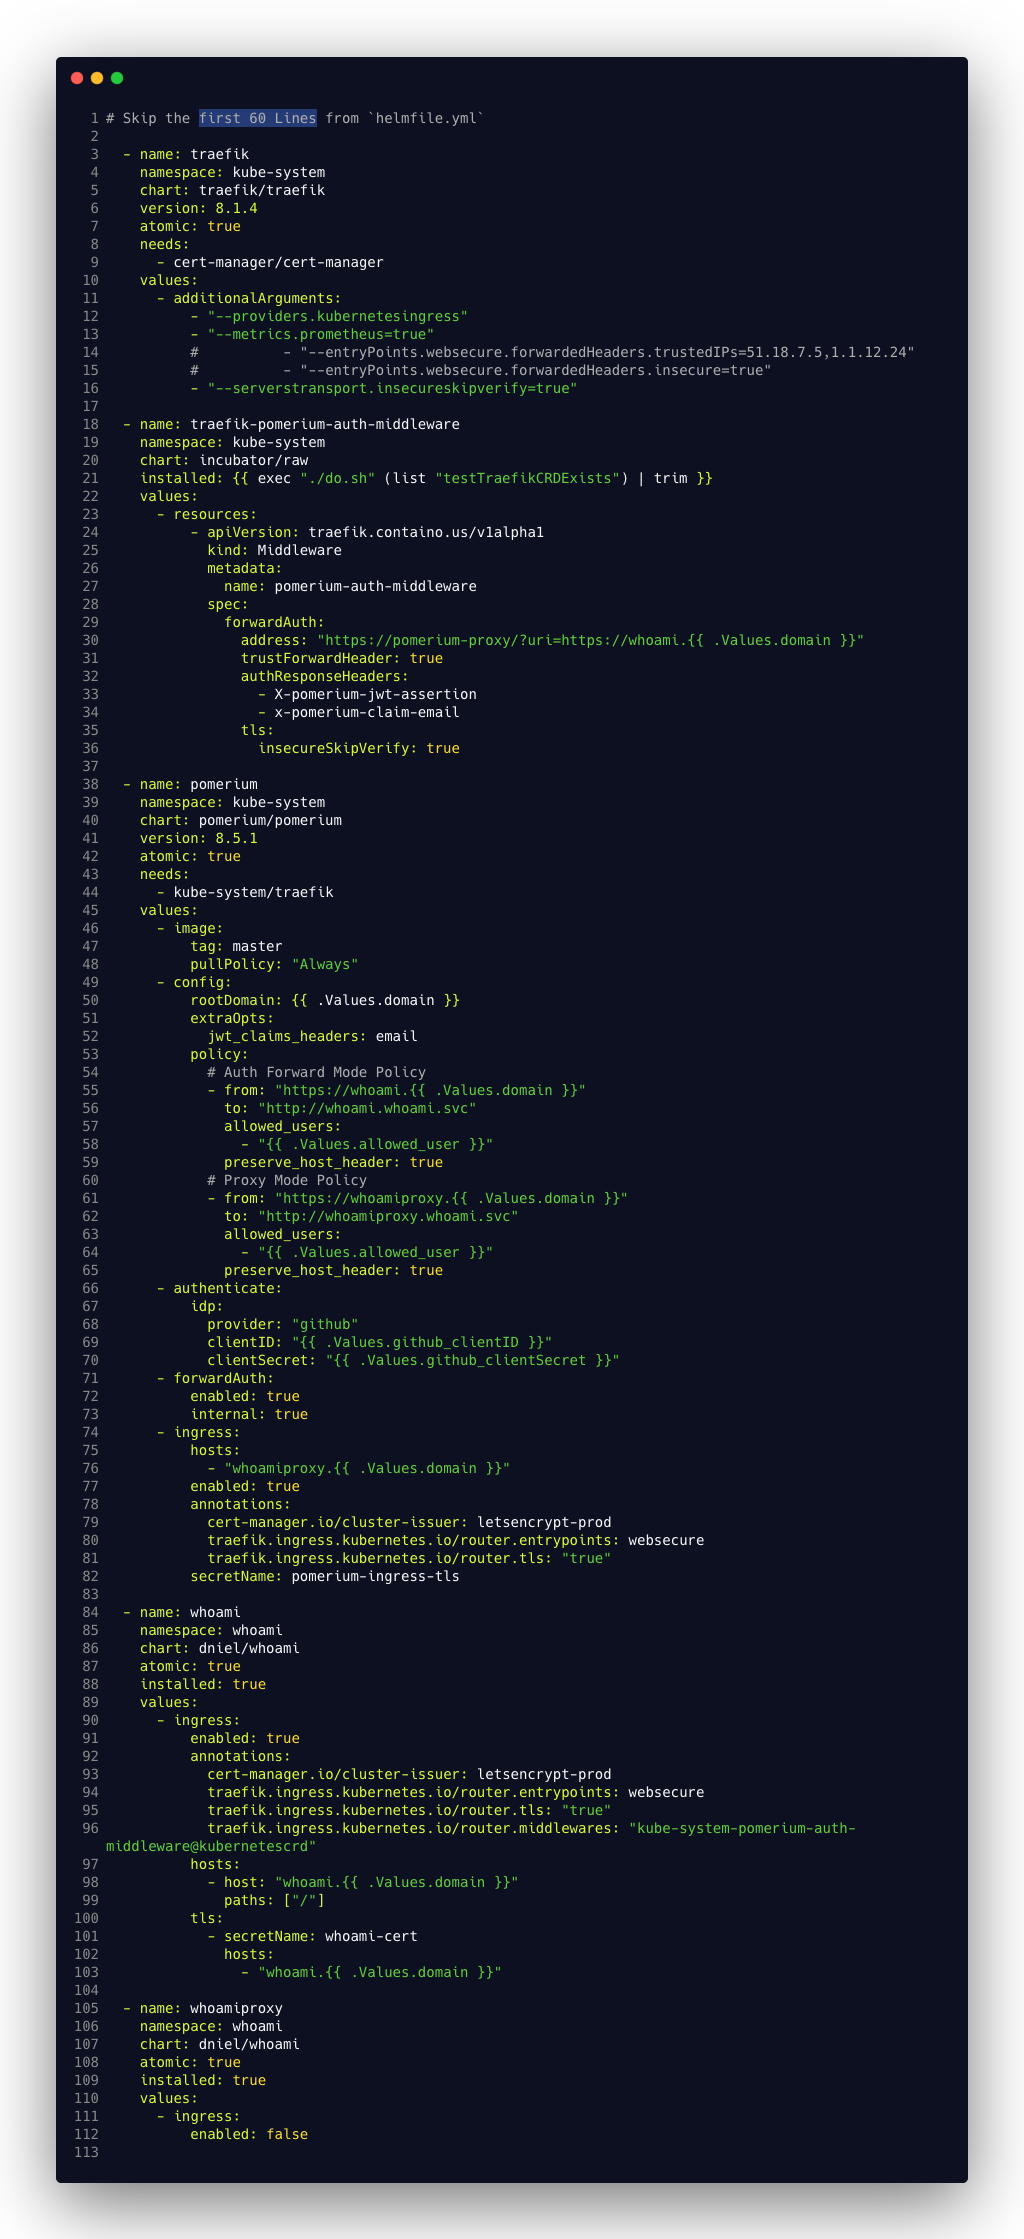 1 # Skip the first 60 Lines from `helmfile.yml`
2
3   - name: traefik
4     namespace: kube-system
5     chart: traefik/traefik
6     version: 8.1.4
7     atomic: true
8     needs:
9       - cert-manager/cert-manager
10     values:
11       - additionalArguments:
12           - "--providers.kubernetesingress"
13           - "--metrics.prometheus=true"
14           #          - "--entryPoints.websecure.forwardedHeaders.trustedIPs=51.18.7.5,1.1.12.24"
15           #          - "--entryPoints.websecure.forwardedHeaders.insecure=true"
16           - "--serverstransport.insecureskipverify=true"
17
18   - name: traefik-pomerium-auth-middleware
19     namespace: kube-system
20     chart: incubator/raw
21     installed: {{ exec "./do.sh" (list "testTraefikCRDExists") | trim }}
22     values:
23       - resources:
24           - apiVersion: traefik.containo.us/v1alpha1
25             kind: Middleware
26             metadata:
27               name: pomerium-auth-middleware
28             spec:
29               forwardAuth:
30                 address: "https://pomerium-proxy/?uri=https://whoami.{{ .Values.domain }}"
31                 trustForwardHeader: true
32                 authResponseHeaders:
33                   - X-pomerium-jwt-assertion
34                   - x-pomerium-claim-email
35                 tls:
36                   insecureSkipVerify: true
37
38   - name: pomerium
39     namespace: kube-system
40     chart: pomerium/pomerium
41     version: 8.5.1
42     atomic: true
43     needs:
44       - kube-system/traefik
45     values:
46       - image:
47           tag: master
48           pullPolicy: "Always"
49       - config:
50           rootDomain: {{ .Values.domain }}
51           extraOpts:
52             jwt_claims_headers: email
53           policy:
54             # Auth Forward Mode Policy
55             - from: "https://whoami.{{ .Values.domain }}"
56               to: "http://whoami.whoami.svc"
57               allowed_users:
58                 - "{{ .Values.allowed_user }}"
59               preserve_host_header: true
60             # Proxy Mode Policy
61             - from: "https://whoamiproxy.{{ .Values.domain }}"
62               to: "http://whoamiproxy.whoami.svc"
63               allowed_users:
64                 - "{{ .Values.allowed_user }}"
65               preserve_host_header: true
66       - authenticate:
67           idp:
68             provider: "github"
69             clientID: "{{ .Values.github_clientID }}"
70             clientSecret: "{{ .Values.github_clientSecret }}"
71       - forwardAuth:
72           enabled: true
73           internal: true
74       - ingress:
75           hosts:
76             - "whoamiproxy.{{ .Values.domain }}"
77           enabled: true
78           annotations:
79             cert-manager.io/cluster-issuer: letsencrypt-prod
80             traefik.ingress.kubernetes.io/router.entrypoints: websecure
81             traefik.ingress.kubernetes.io/router.tls: "true"
82           secretName: pomerium-ingress-tls
83
84   - name: whoami
85     namespace: whoami
86     chart: dniel/whoami
87     atomic: true
88     installed: true
89     values:
90       - ingress:
91           enabled: true
92           annotations:
93             cert-manager.io/cluster-issuer: letsencrypt-prod
94             traefik.ingress.kubernetes.io/router.entrypoints: websecure
95             traefik.ingress.kubernetes.io/router.tls: "true"
96             traefik.ingress.kubernetes.io/router.middlewares: "kube-system-pomerium-auth-
middleware@kubernetescrd"
97           hosts:
98             - host: "whoami.{{ .Values.domain }}"
99               paths: ["/"]
100           tls:
101             - secretName: whoami-cert
102               hosts:
103                 - "whoami.{{ .Values.domain }}"
104
105   - name: whoamiproxy
106     namespace: whoami
107     chart: dniel/whoami
108     atomic: true
109     installed: true
110     values:
111       - ingress:
112           enabled: false
113